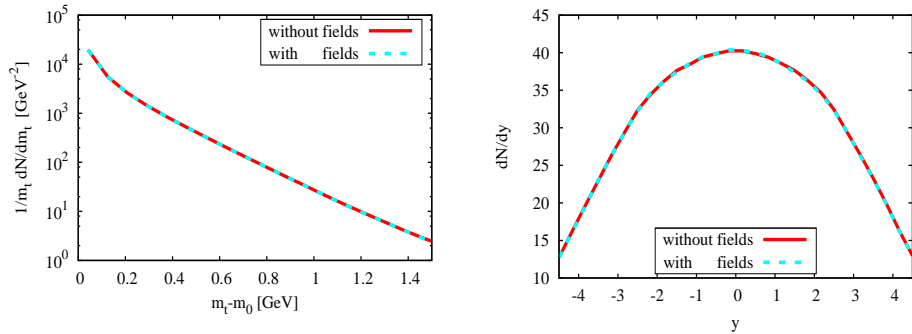 10^5
10^4
10^3
10^2
10^1
10^0
1/m_t dN/dm_t [GeV^-2]
without fields
with fields
0 0.2 0.4 0.6 0.8 1 1.2 1.4
m_t-m_0 [GeV]
45
40
35
30
25
20
15
10
dN/dy
without fields
with fields
-4 -3 -2 -1 0 1 2 3 4
y